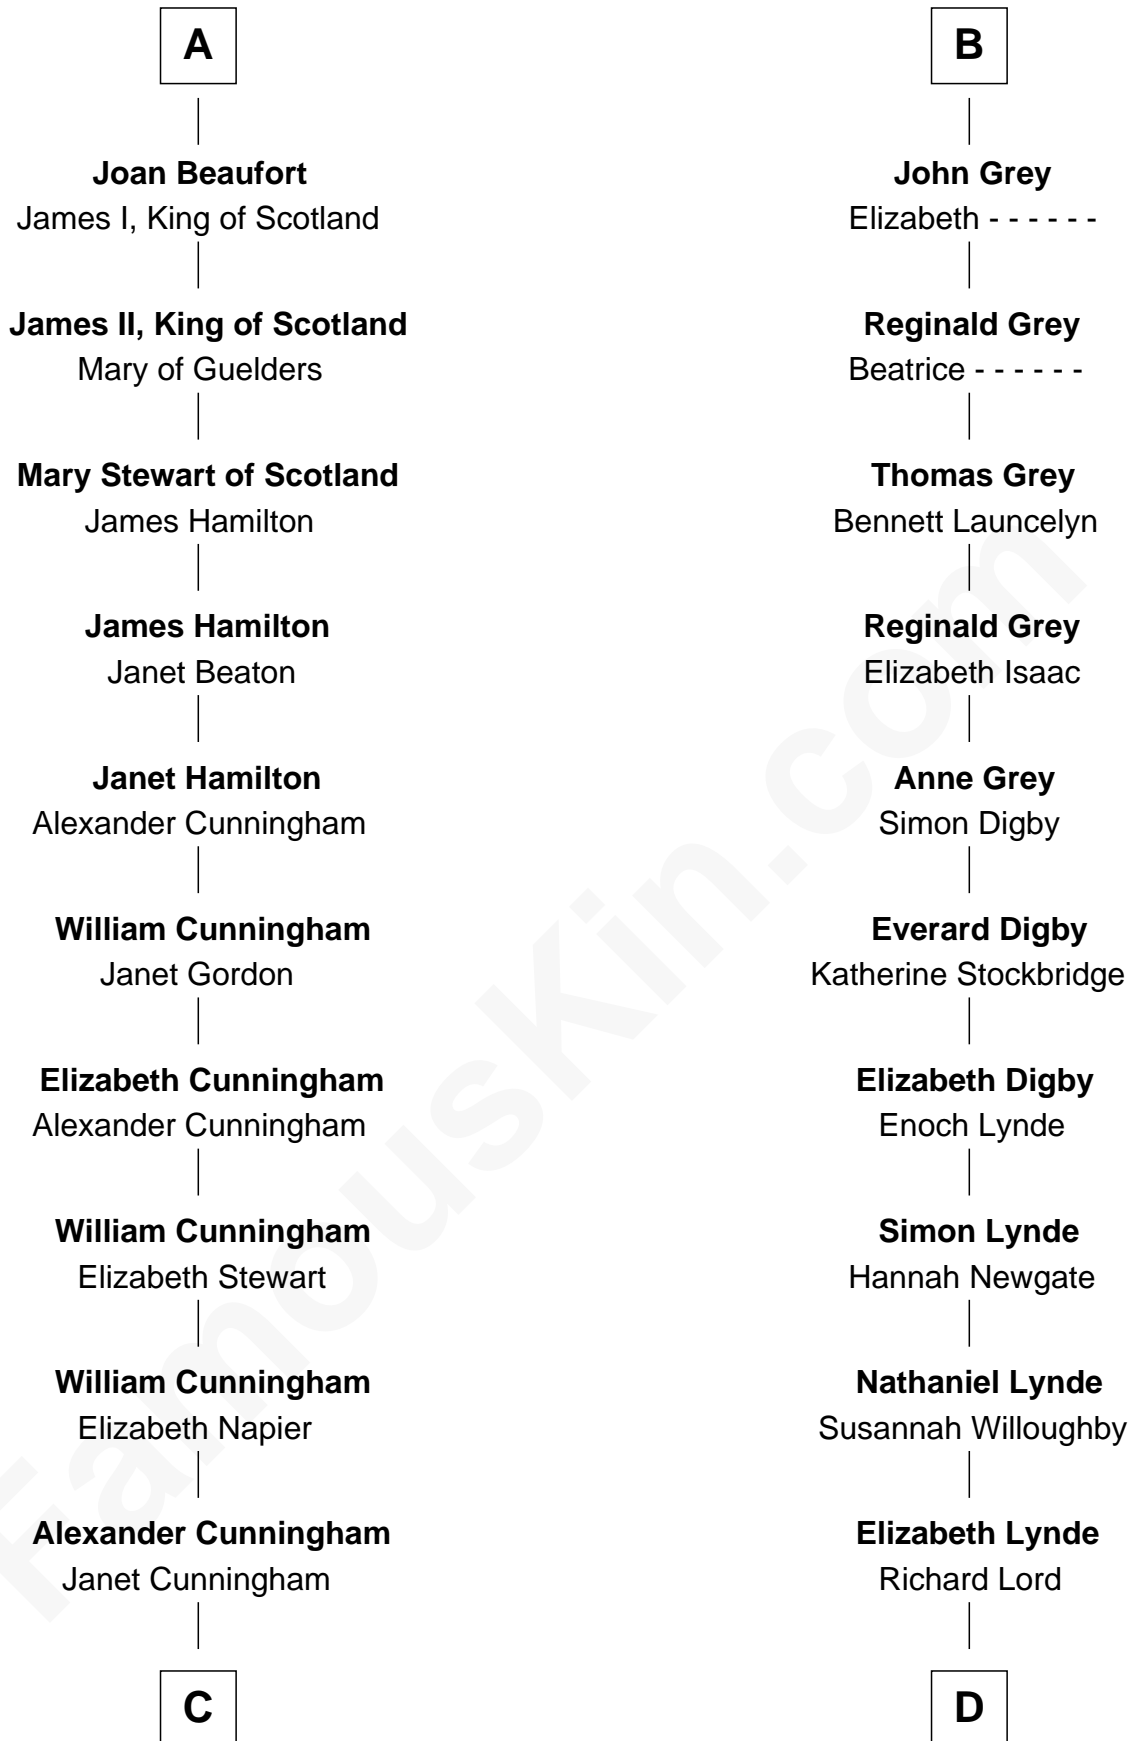 A
Joan Beaufort
James I, King of Scotland
James II, King of Scotland
Mary of Guelders
Mary Stewart of Scotland
James Hamilton
James Hamilton
Janet Beaton
Janet Hamilton
Alexander Cunningham
William Cunningham
Janet Gordon
Elizabeth Cunningham
Alexander Cunningham
William Cunningham
Elizabeth Stewart
William Cunningham
Elizabeth Napier
Alexander Cunningham
Janet Cunningham
C
B
John Grey
Elizabeth - - - - - -
Reginald Grey
Beatrice - - - - - -
Thomas Grey
Bennett Launcelyn
Reginald Grey
Elizabeth Isaac
Anne Grey
Simon Digby
Everard Digby
Katherine Stockbridge
Elizabeth Digby
Enoch Lynde
Simon Lynde
Hannah Newgate
Nathaniel Lynde
Susannah Willoughby
Elizabeth Lynde
Richard Lord
D
FamousKin.com